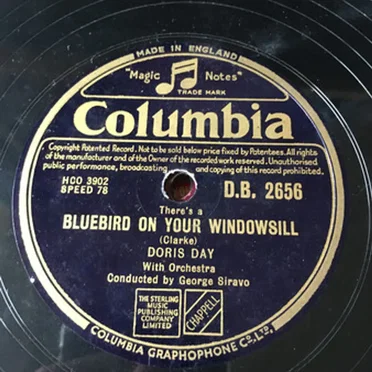 MADE IN ENGLAND
"Magic Notes"
TRADE MARK
Columbia
Copyright Patented Record. Not to be sold below price fixed by Patentees. All rights
of the manufacturer and of the Owner of the recorded work reserved. Unauthorised
public performance, broadcasting and copying of this record prohibited.
HCO 3902
SPEED 78
D.B. 2656
There's a
BLUEBIRD ON YOUR WINDOWSILL
(Clarke)
DORIS DAY
With Orchestra
Conducted by George Siravo
THE STERLING
MUSIC
PUBLISHING
COMPANY
LIMITED
CHAPPELL
COLUMBIA GRAPHOPHONE CO. LTD.